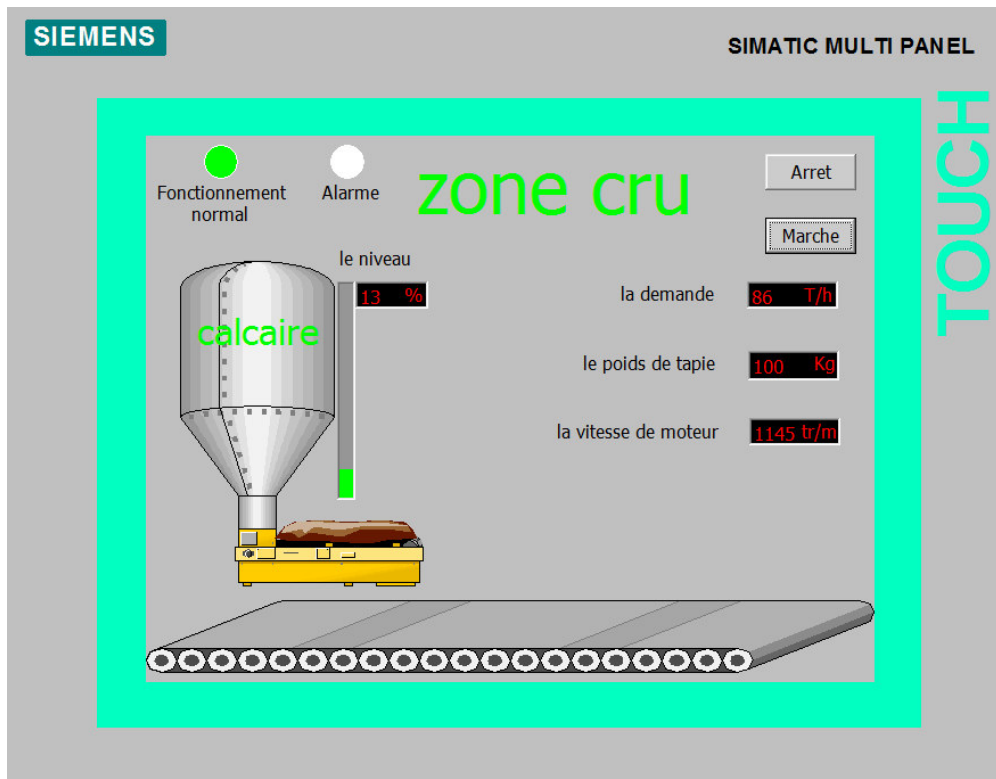 SIEMENS
SIMATIC MULTI PANEL
TOUCH
Fonctionnement
normal
Alarme
zone cru
Arret
Marche
le niveau
13 %
calcaire
la demande
86 T/h
le poids de tapie
100 Kg
la vitesse de moteur
1145 tr/m